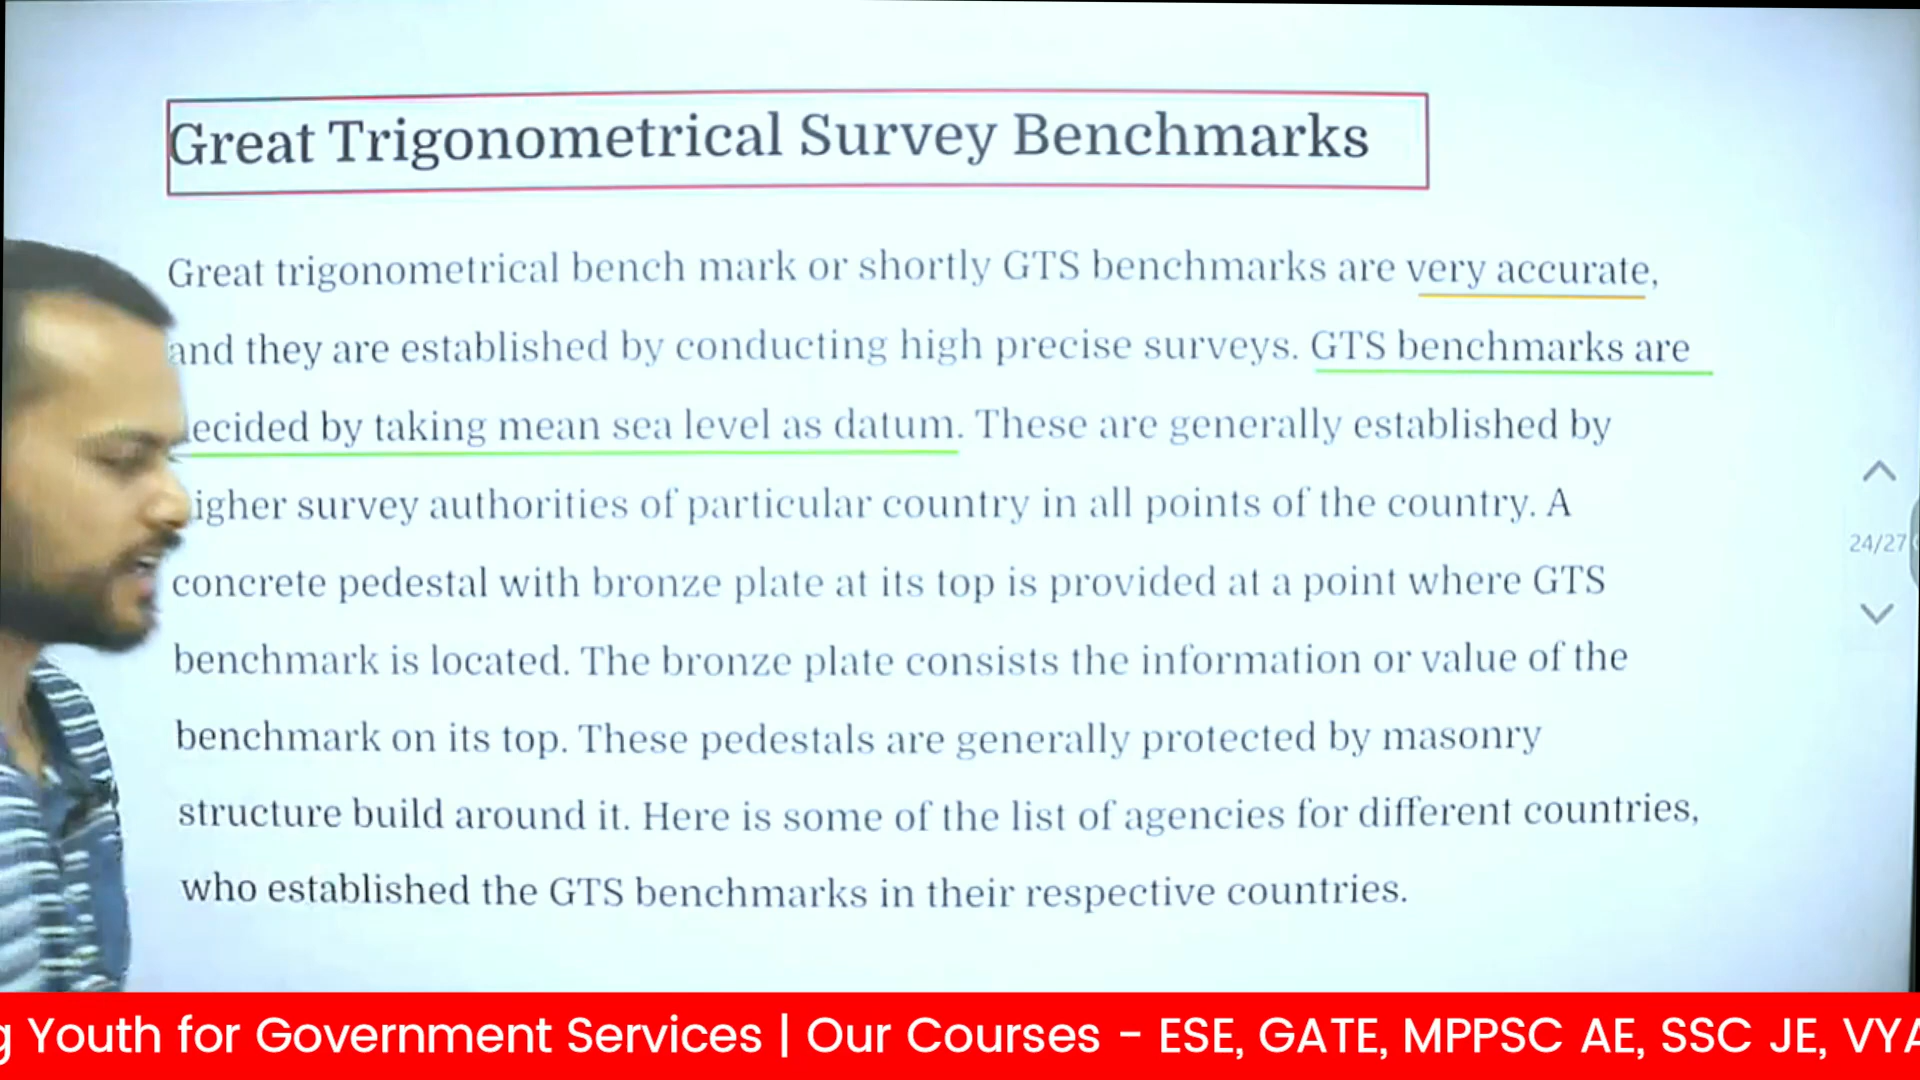 Great Trigonometrical Survey Benchmarks
Great trigonometrical bench mark or shortly GTS benchmarks are very accurate,
and they are established by conducting high precise surveys. GTS benchmarks are
ecided by taking mean sea level as datum. These are generally established by
igher survey authorities of particular country in all points of the country. A
concrete pedestal with bronze plate at its top is provided at a point where GTS
benchmark is located. The bronze plate consists the information or value of the
benchmark on its top. These pedestals are generally protected by masonry
structure build around it. Here is some of the list of agencies for different countries,
who established the GTS benchmarks in their respective countries.
24/27
g Youth for Government Services | Our Courses - ESE, GATE, MPPSC AE, SSC JE, VYA